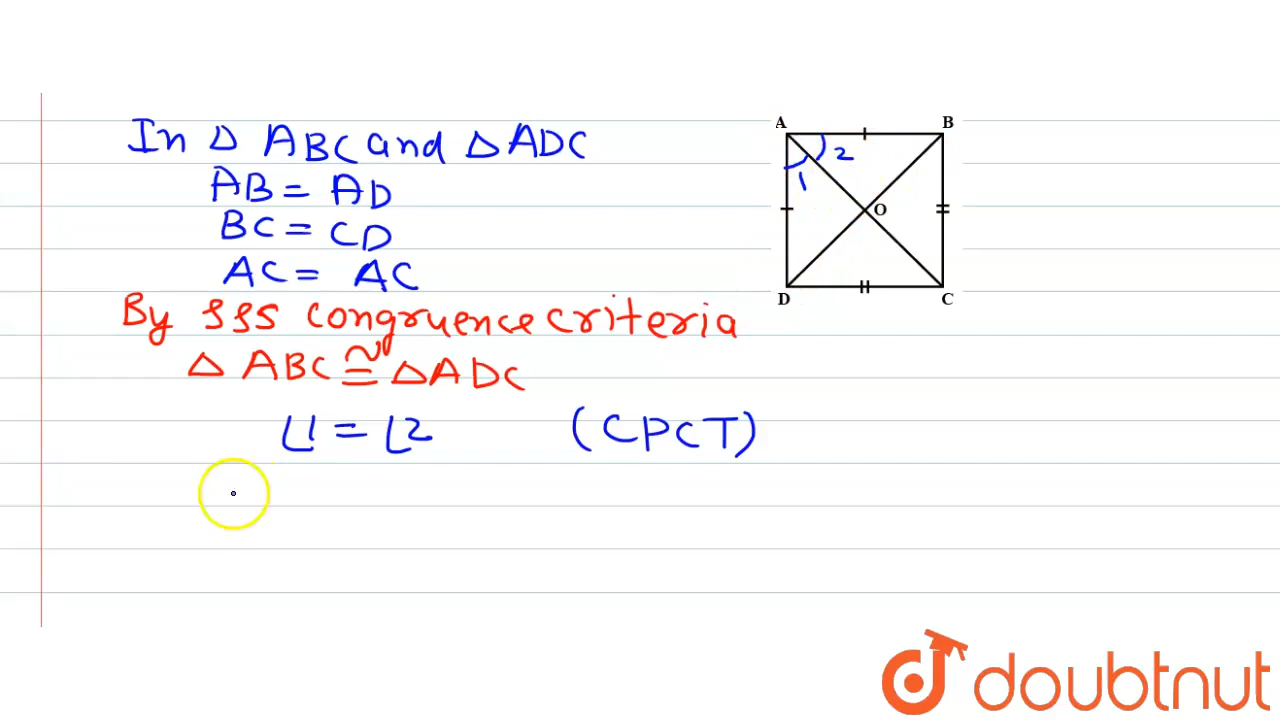 In △ ABC and △ ADC
AB = AD
BC = CD
AC = AC
By SSS congruence criteria
△ ABC ≅ △ ADC
∠1 = ∠2 (CPCT)
A B
2
1
O
D C
doubtnut